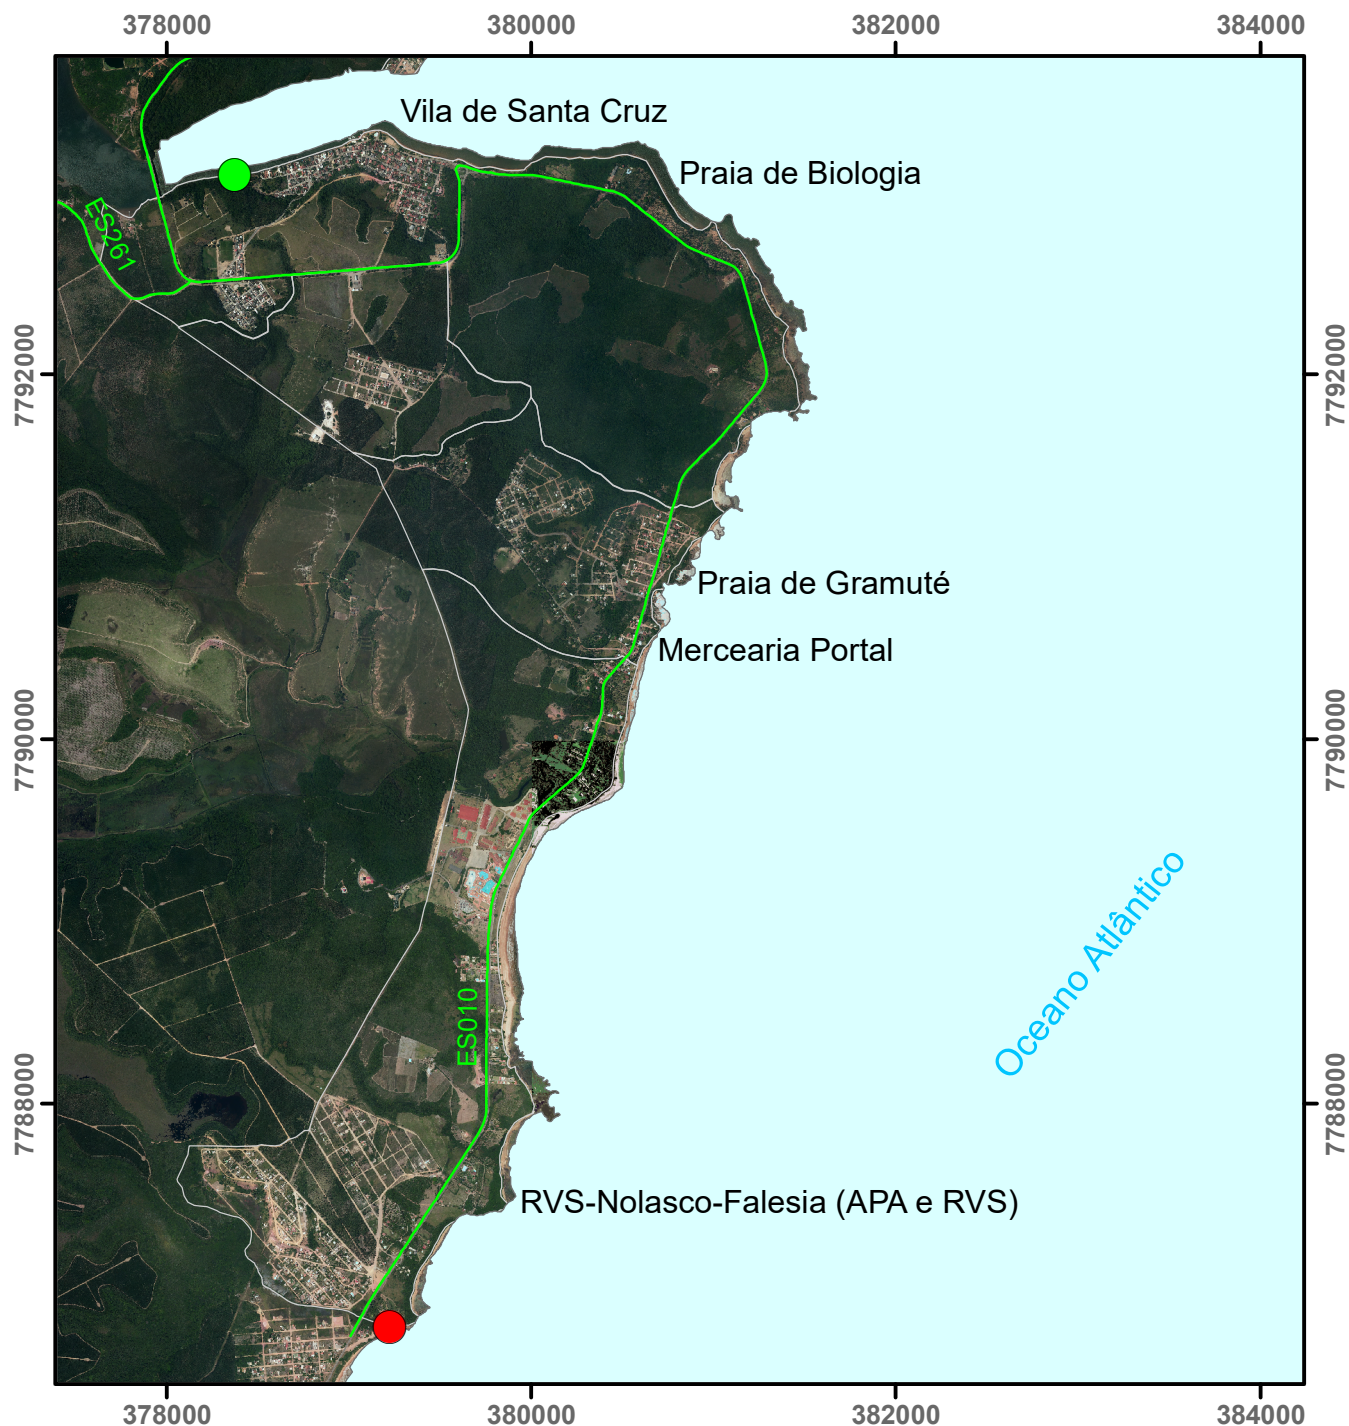 378000
380000
382000
384000
Vila de Santa Cruz
Praia de Biologia
ES261
7792000
7792000
Praia de Gramuté
Mercearia Portal
7790000
7790000
Oceano Atlântico
ES010
7788000
7788000
RVS-Nolasco-Falesia (APA e RVS)
378000
380000
382000
384000